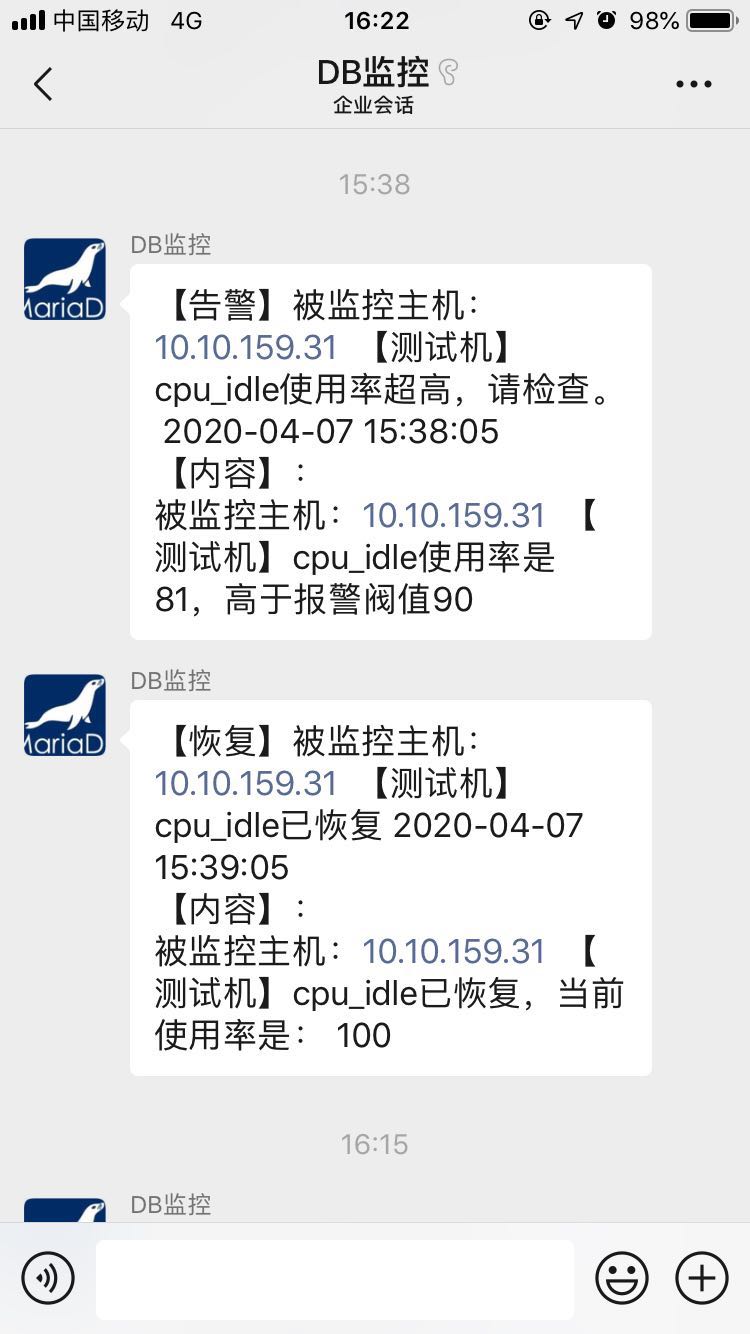 中国移动 4G 16:22 98%
DB监控
企业会话
15:38
DB监控
MariaD
【告警】被监控主机：
10.10.159.31 【测试机】
cpu_idle使用率超高，请检查。
2020-04-07 15:38:05
【内容】：
被监控主机：10.10.159.31 【
测试机】cpu_idle使用率是
81，高于报警阀值90
DB监控
MariaD
【恢复】被监控主机：
10.10.159.31 【测试机】
cpu_idle已恢复 2020-04-07
15:39:05
【内容】：
被监控主机：10.10.159.31 【
测试机】cpu_idle已恢复，当前
使用率是： 100
16:15
DB监控